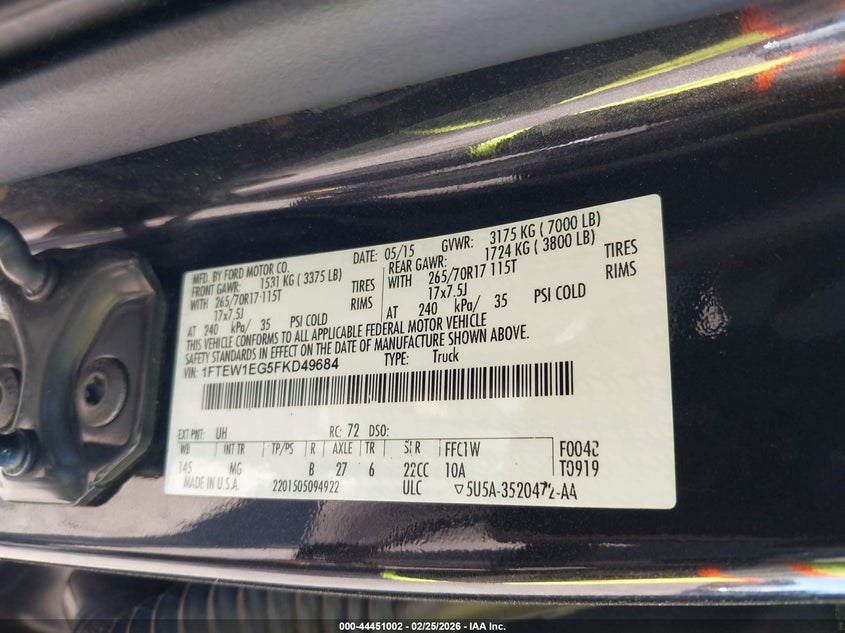 MFD. BY FORD MOTOR CO.
DATE: 05/15 GVWR: 3175 KG ( 7000 LB)
FRONT GAWR: 1531 KG ( 3375 LB)
REAR GAWR: 1724 KG ( 3800 LB)
WITH 265/70R17 115T TIRES
WITH 265/70R17 115T TIRES
17x7.5J RIMS
17x7.5J RIMS
AT 240 kPa/ 35 PSI COLD
AT 240 kPa/ 35 PSI COLD
THIS VEHICLE CONFORMS TO ALL APPLICABLE FEDERAL MOTOR VEHICLE
SAFETY STANDARDS IN EFFECT ON THE DATE OF MANUFACTURE SHOWN ABOVE.
VIN: 1FTEW1EG5FKD49684 TYPE: Truck
EXT PNT: UH RC: 72 DSO:
WB INT TR TP/PS R AXLE TR SPR FFC1W F0042
145 MG B 27 6 22CC 10A T0919
MADE IN U.S.A. 2201505094922 ULC 5U5A-3520472-AA
000-44451002 - 02/25/2026 - IAA Inc.